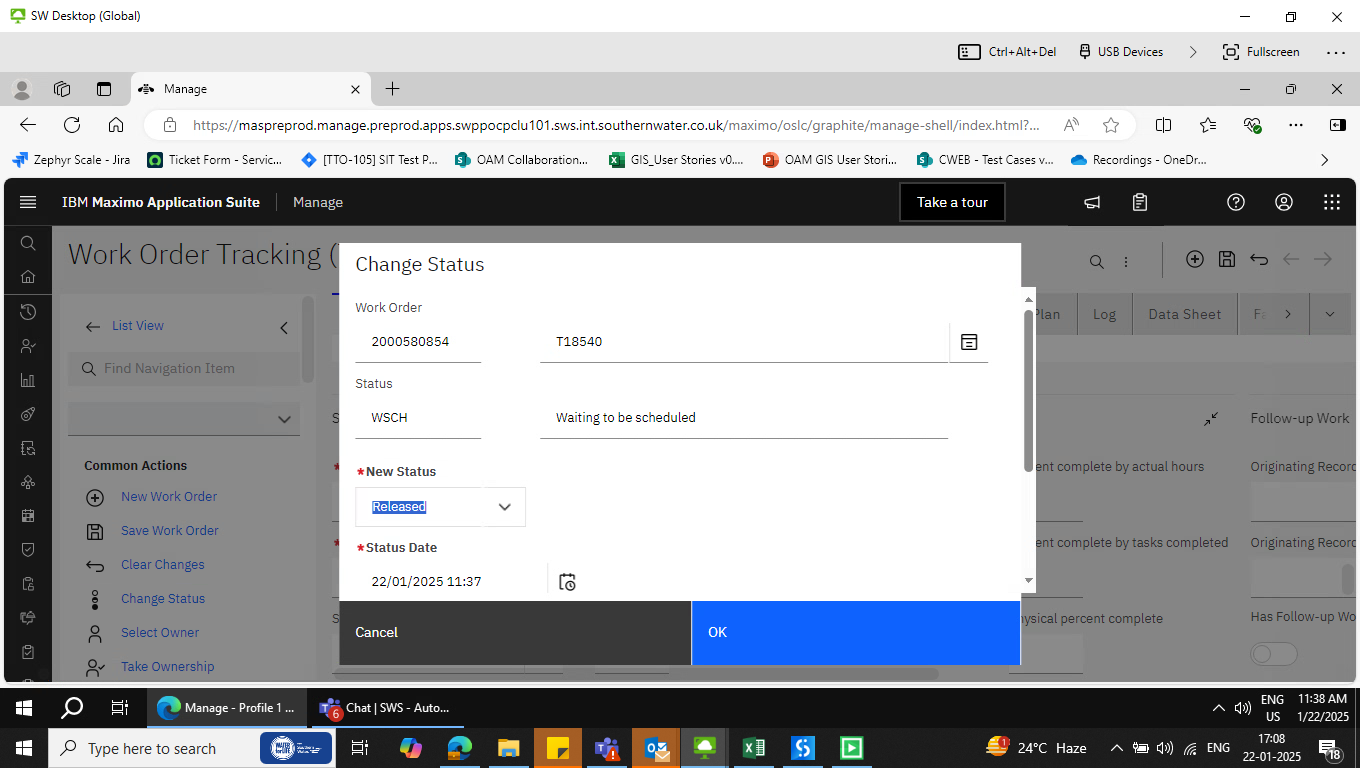 SW Desktop (Global)
Ctrl+Alt+Del
USB Devices
Fullscreen
Manage
https://maspreprod.manage.preprod.apps.swppocpclu101.sws.int.southernwater.co.uk/maximo/oslc/graphite/manage-shell/index.html?...
Zephyr Scale - Jira
Ticket Form - Servic...
[TTO-105] SIT Test P...
OAM Collaboration...
GIS_User Stories v0....
OAM GIS User Stori...
CWEB - Test Cases v...
Recordings - OneDr...
IBM Maximo Application Suite
Manage
Take a tour
Work Order Tracking (
Change Status
List View
Find Navigation Item
Common Actions
New Work Order
Save Work Order
Clear Changes
Change Status
Select Owner
Take Ownership
Work Order
2000580854
T18540
Status
WSCH
Waiting to be scheduled
*New Status
Released
*Status Date
22/01/2025 11:37
Cancel
OK
Plan
Log
Data Sheet
Fa
Follow-up Work
ent complete by actual hours
Originating Recor
ent complete by tasks completed
Originating Recor
ysical percent complete
Has Follow-up Wo
Manage - Profile 1 ...
6
Chat | SWS - Auto...
ENG
US
11:38 AM
1/22/2025
Type here to search
1
24°C Haze
ENG
17:08
22-01-2025
18